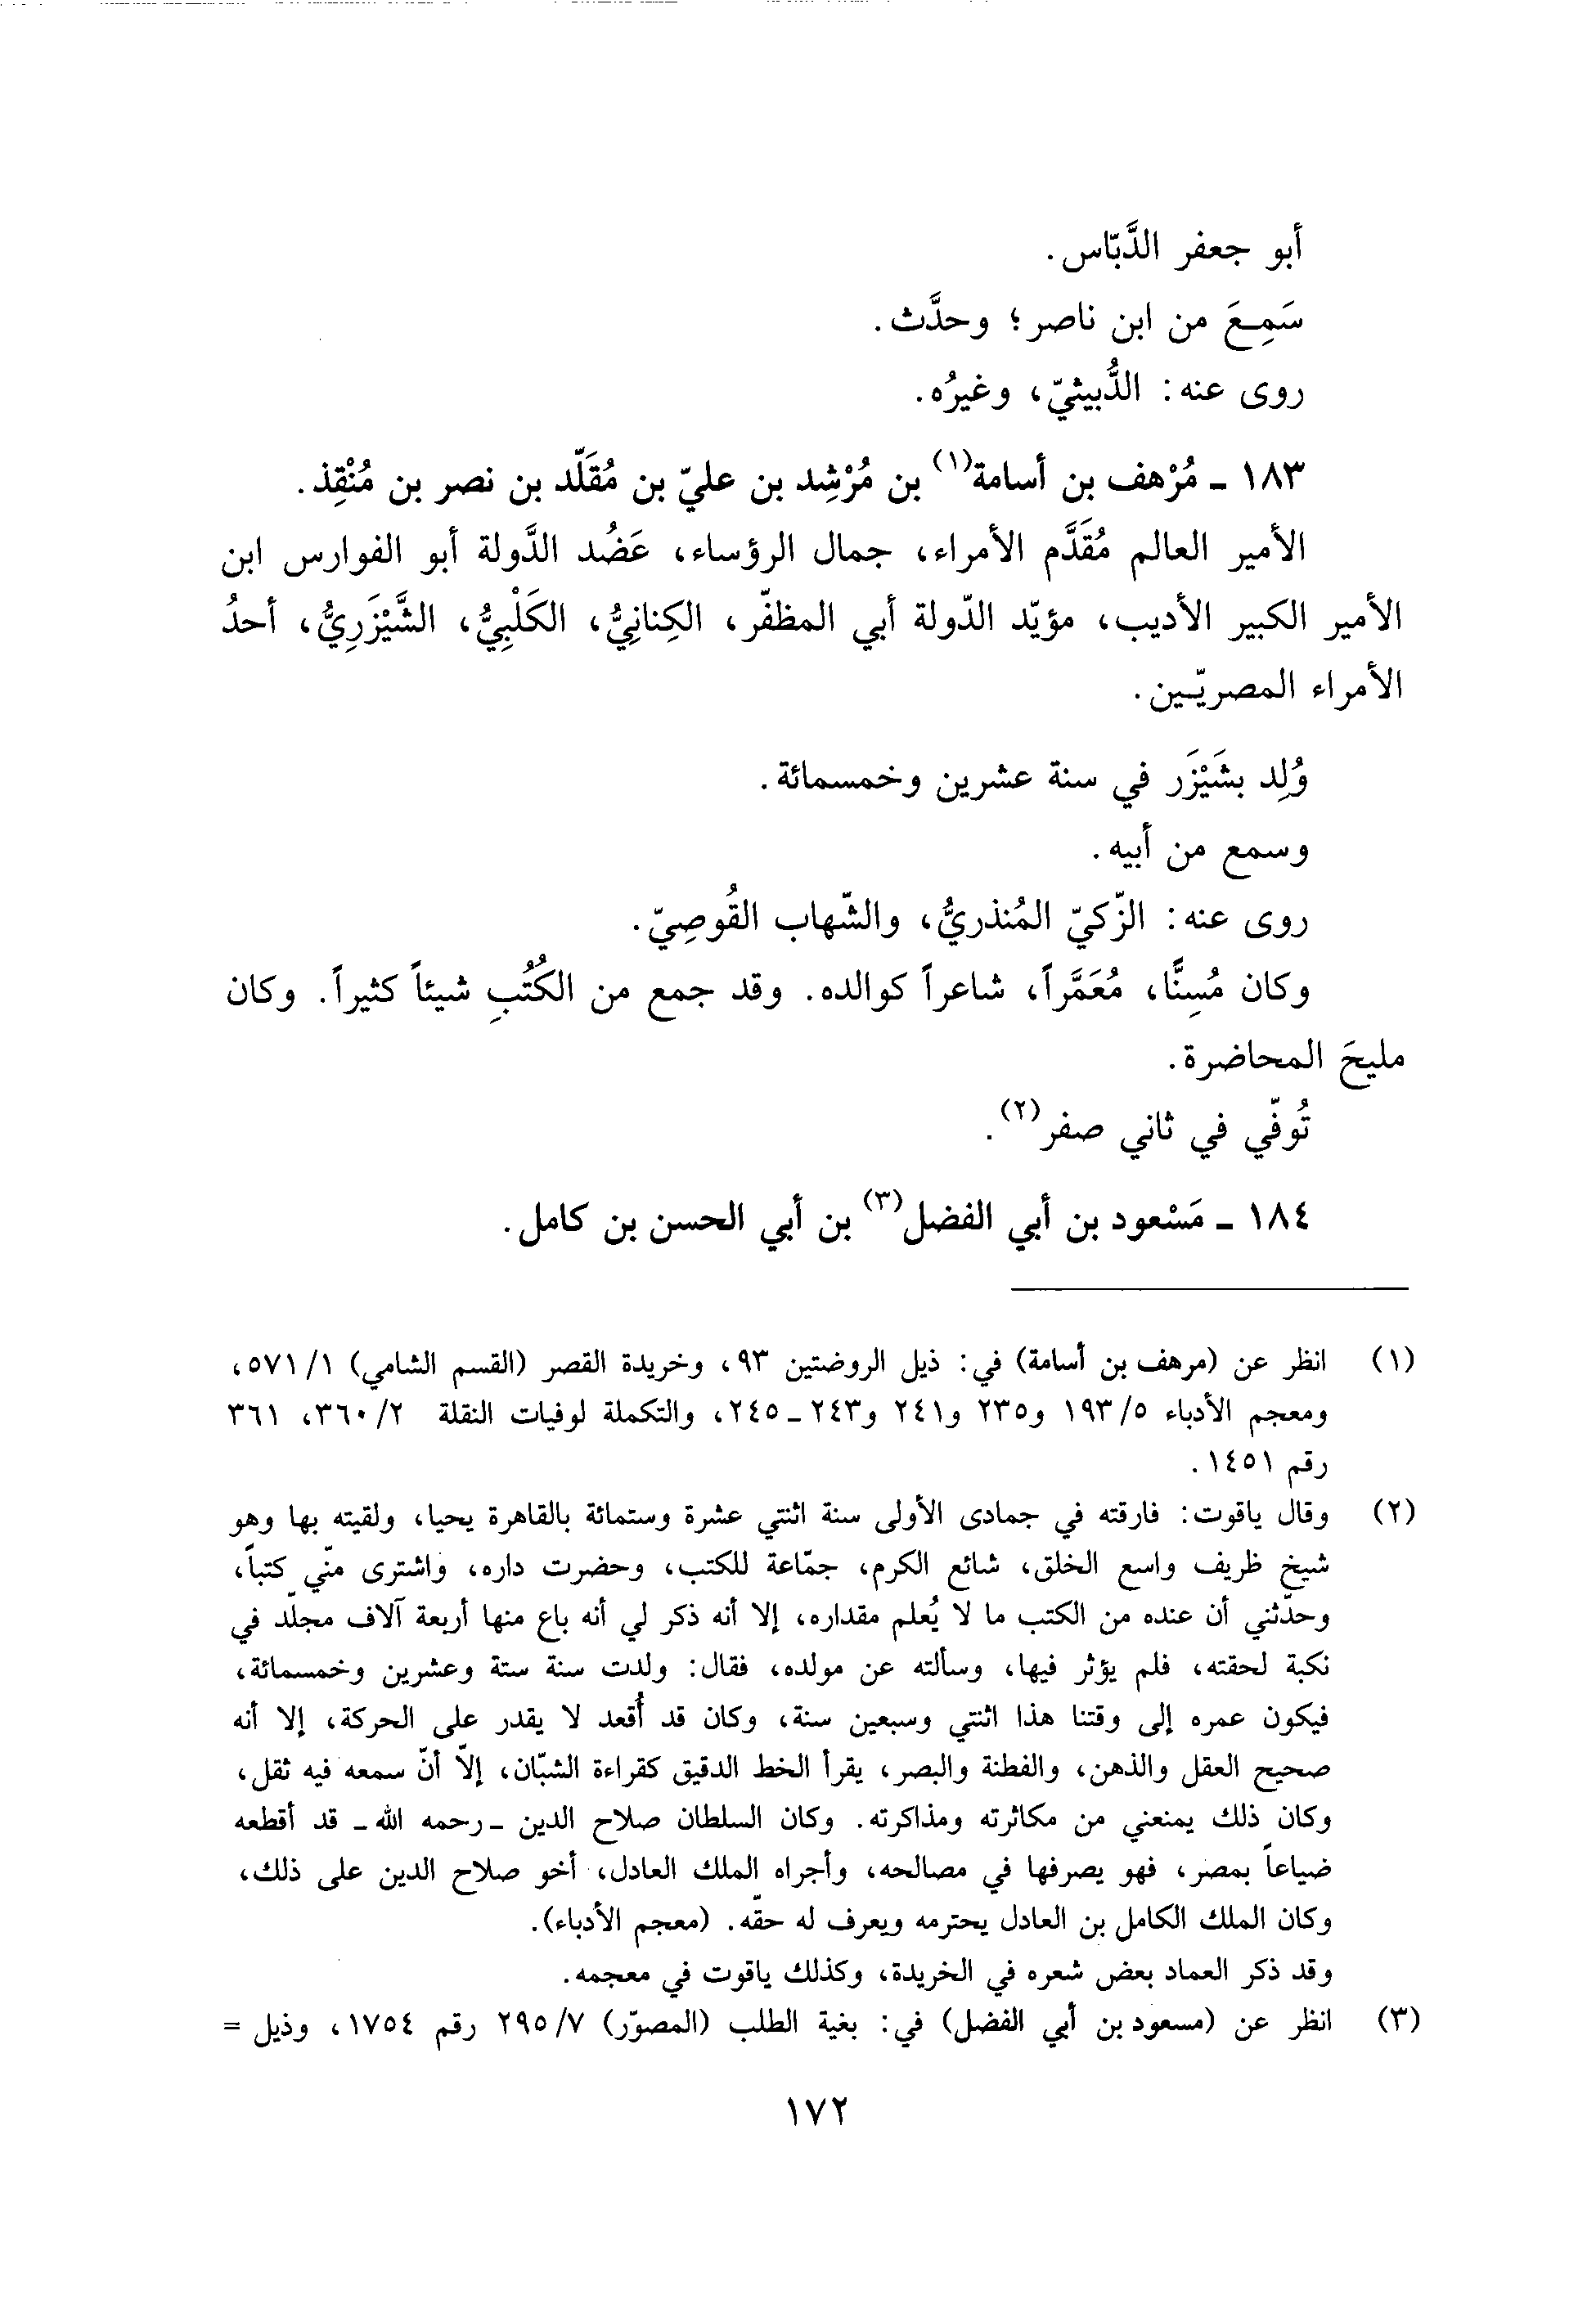 أبو جعفر الدَّبّاس.
سَمِعَ من ابن ناصر؛ وحدَّث.
روى عنه: الدُّبيثيّ، وغيرُه.
١٨٣ ـ مُرْهف بن أسامة(١) بن مُرْشِد بن عليّ بن مُقَلّد بن نصر بن مُنْقِذ.
الأمير العالم مُقَدَّم الأمراء، جمال الرؤساء، عَضُد الدَّولة أبو الفوارس ابن
الأمير الكبير الأديب، مؤيّد الدّولة أبي المظفّر، الكِنانِيُّ، الكَلْبِيُّ، الشَّيْزَرِيُّ، أحدُ
الأمراء المصريّين.
وُلِد بشَيْزَر في سنة عشرين وخمسمائة.
وسمع من أبيه.
روى عنه: الزّكيّ المُنذريُّ، والشّهاب القُوصِيّ.
وكان مُسِنًّا، مُعَمَّراً، شاعراً كوالده. وقد جمع من الكُتُبِ شيئاً كثيراً. وكان
مليحَ المحاضرة.
تُوفّي في ثاني صفر(٢).
١٨٤ ـ مَسْعود بن أبي الفضل(٣) بن أبي الحسن بن كامل.
(١) انظر عن (مرهف بن أسامة) في: ذيل الروضتين ٩٣، وخريدة القصر (القسم الشامي) ١/ ٥٧١،
ومعجم الأدباء ٥/ ١٩٣ و٢٣٥ و٢٤١ و٢٤٣ ـ ٢٤٥، والتكملة لوفيات النقلة ٢/ ٣٦٠، ٣٦١
رقم ١٤٥١.
(٢) وقال ياقوت: فارقته في جمادى الأولى سنة اثنتي عشرة وستمائة بالقاهرة يحيا، ولقيته بها وهو
شيخ ظريف واسع الخلق، شائع الكرم، جمّاعة للكتب، وحضرت داره، واشترى منّي كتباً،
وحدّثني أن عنده من الكتب ما لا يُعلم مقداره، إلا أنه ذكر لي أنه باع منها أربعة آلاف مجلّد في
نكبة لحقته، فلم يؤثر فيها، وسألته عن مولده، فقال: ولدت سنة ستة وعشرين وخمسمائة،
فيكون عمره إلى وقتنا هذا اثنتي وسبعين سنة، وكان قد أُقعد لا يقدر على الحركة، إلا أنه
صحيح العقل والذهن، والفطنة والبصر، يقرأ الخط الدقيق كقراءة الشبّان، إلاّ أنّ سمعه فيه ثقل،
وكان ذلك يمنعني من مكاثرته ومذاكرته. وكان السلطان صلاح الدين ـ رحمه الله ـ قد أقطعه
ضياعاً بمصر، فهو يصرفها في مصالحه، وأجراه الملك العادل، أخو صلاح الدين على ذلك،
وكان الملك الكامل بن العادل يحترمه ويعرف له حقّه. (معجم الأدباء).
وقد ذكر العماد بعض شعره في الخريدة، وكذلك ياقوت في معجمه.
(٣) انظر عن (مسعود بن أبي الفضل) في: بغية الطلب (المصوّر) ٧/ ٢٩٥ رقم ١٧٥٤، وذيل =
١٧٢